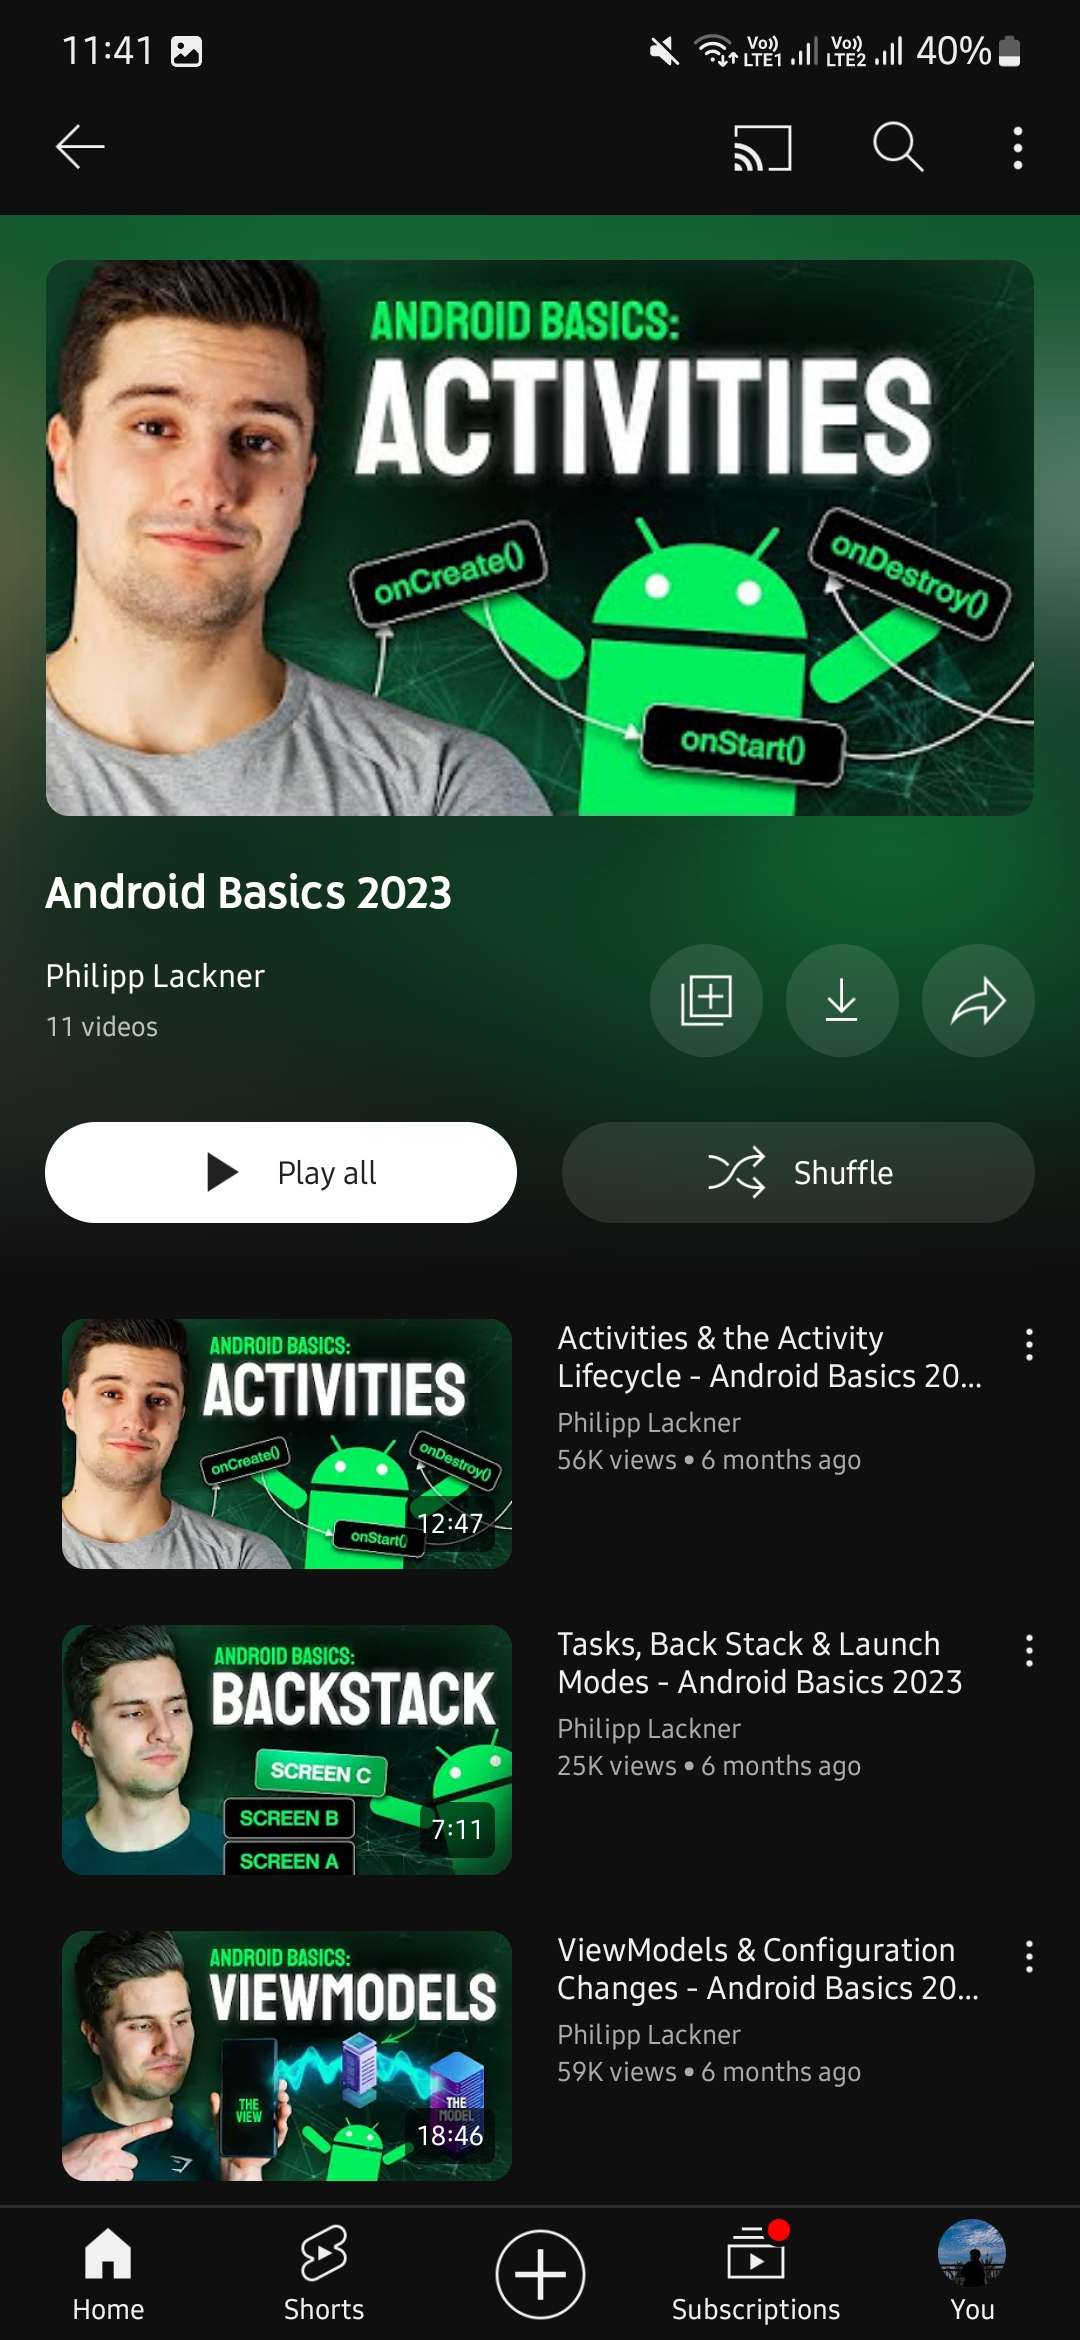 11:41
Vo)) LTE1
Vo)) LTE2
40%
ANDROID BASICS:
ACTIVITIES
onCreate()
onDestroy()
onStart()
Android Basics 2023
Philipp Lackner
11 videos
Play all
Shuffle
ANDROID BASICS:
ACTIVITIES
onCreate()
onDestroy()
onStart()
12:47
Activities & the Activity
Lifecycle - Android Basics 20...
Philipp Lackner
56K views • 6 months ago
ANDROID BASICS:
BACKSTACK
SCREEN C
SCREEN B
SCREEN A
7:11
Tasks, Back Stack & Launch
Modes - Android Basics 2023
Philipp Lackner
25K views • 6 months ago
ANDROID BASICS:
VIEWMODELS
THE
VIEW
THE
MODEL
18:46
ViewModels & Configuration
Changes - Android Basics 20...
Philipp Lackner
59K views • 6 months ago
Home
Shorts
Subscriptions
You